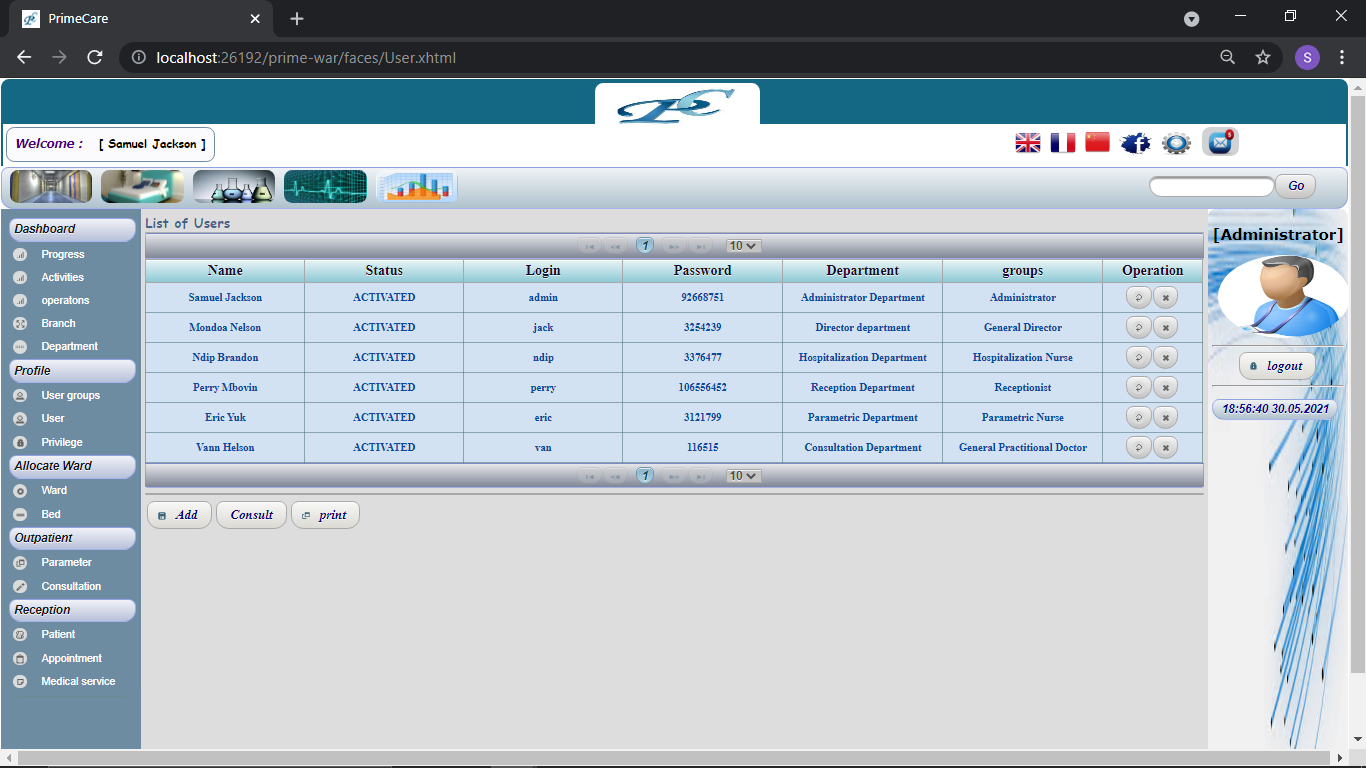 PrimeCare
localhost:26192/prime-war/faces/User.xhtml
S
PC
Welcome : [ Samuel Jackson ]
Go
Dashboard
Progress
Activities
operatons
Branch
Department
Profile
User groups
User
Privilege
Allocate Ward
Ward
Bed
Outpatient
Parameter
Consultation
Reception
Patient
Appointment
Medical service
List of Users
1 10
Name Status Login Password Department groups Operation
Samuel Jackson ACTIVATED admin 92668751 Administrator Department Administrator
Mondoa Nelson ACTIVATED jack 3254239 Director department General Director
Ndip Brandon ACTIVATED ndip 3376477 Hospitalization Department Hospitalization Nurse
Perry Mbovin ACTIVATED perry 106556452 Reception Department Receptionist
Eric Yuk ACTIVATED eric 3121799 Parametric Department Parametric Nurse
Vann Helson ACTIVATED van 116515 Consultation Department General Practitional Doctor
1 10
Add Consult print
[Administrator]
logout
18:56:40 30.05.2021